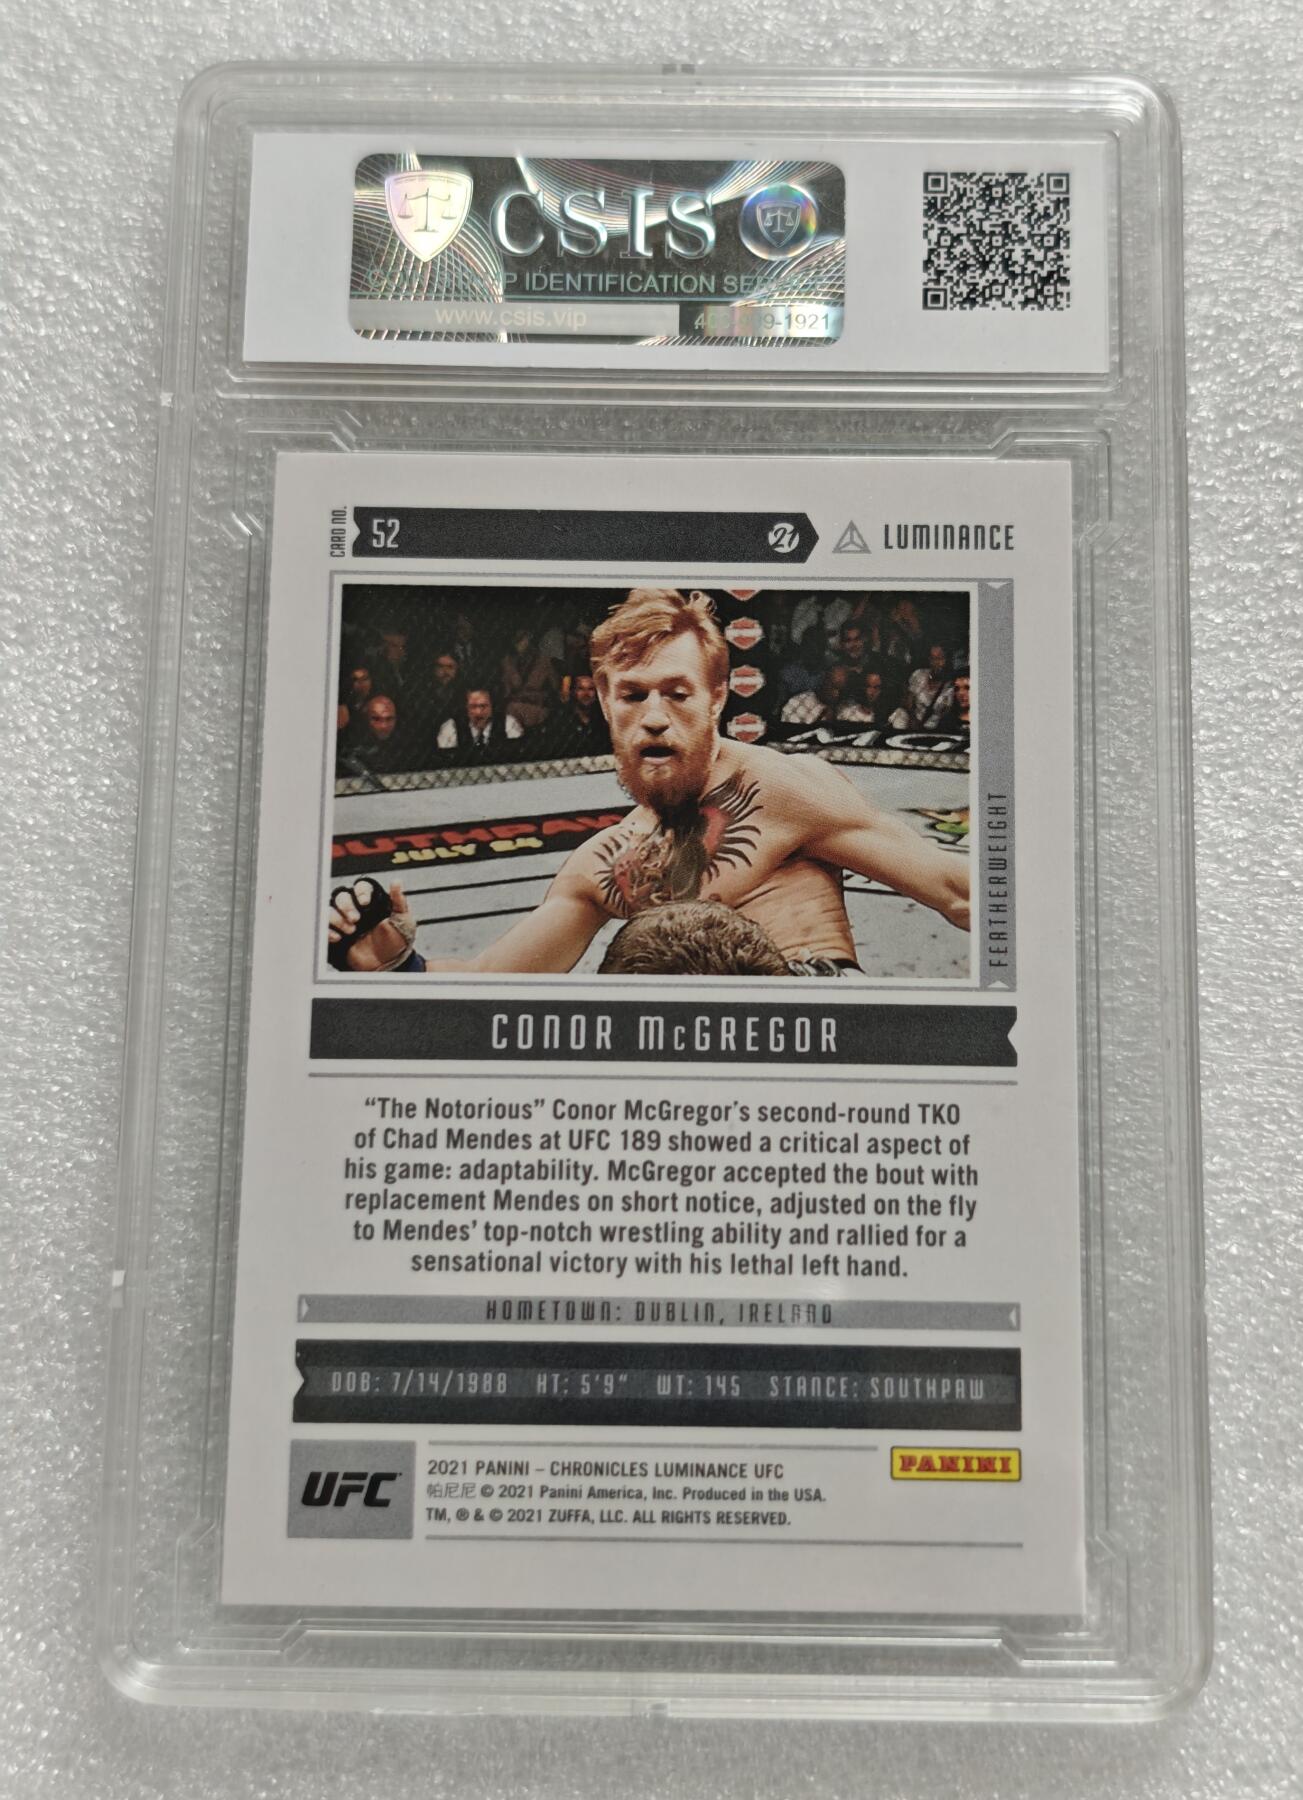 CSIS
IDENTIFICATION
www.csis.vip
CARD NO.
52
21
LUMINANCE
MG
OUTHPAW
JULY 24
FEATHERWEIGHT
CONOR McGREGOR
“The Notorious” Conor McGregor’s second-round TKO
of Chad Mendes at UFC 189 showed a critical aspect of
his game: adaptability. McGregor accepted the bout with
replacement Mendes on short notice, adjusted on the fly
to Mendes’ top-notch wrestling ability and rallied for a
sensational victory with his lethal left hand.
HOMETOWN: DUBLIN, IRELAND
DOB: 7/14/1988 HT: 5'9" WT: 145 STANCE: SOUTHPAW
UFC
2021 PANINI – CHRONICLES LUMINANCE UFC
帕尼尼 © 2021 Panini America, Inc. Produced in the USA.
TM, ® & © 2021 ZUFFA, LLC. ALL RIGHTS RESERVED.
PANINI